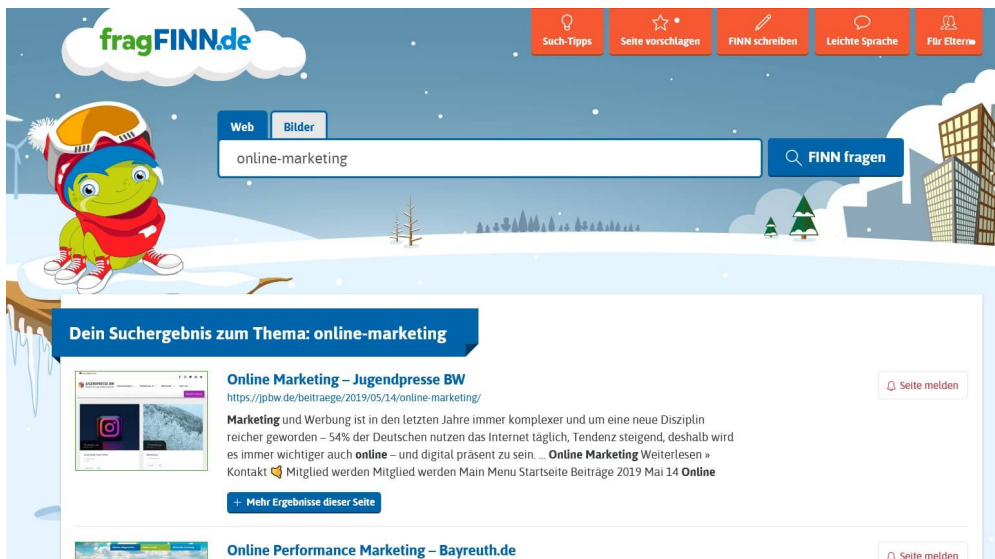 fragFINN.de
Such-Tipps
Seite vorschlagen
FINN schreiben
Leichte Sprache
Für Eltern
Web
Bilder
online-marketing
FINN fragen
Dein Suchergebnis zum Thema: online-marketing
Online Marketing – Jugendpresse BW
Seite melden
https://jpbw.de/beitraege/2019/05/14/online-marketing/
Marketing und Werbung ist in den letzten Jahre immer komplexer und um eine neue Disziplin
reicher geworden – 54% der Deutschen nutzen das Internet täglich, Tendenz steigend, deshalb wird
es immer wichtiger auch online – und digital präsent zu sein. ... Online Marketing Weiterlesen »
Kontakt Mitglied werden Mitglied werden Main Menu Startseite Beiträge 2019 Mai 14 Online
+ Mehr Ergebnisse dieser Seite
Online Performance Marketing – Bayreuth.de
Seite melden